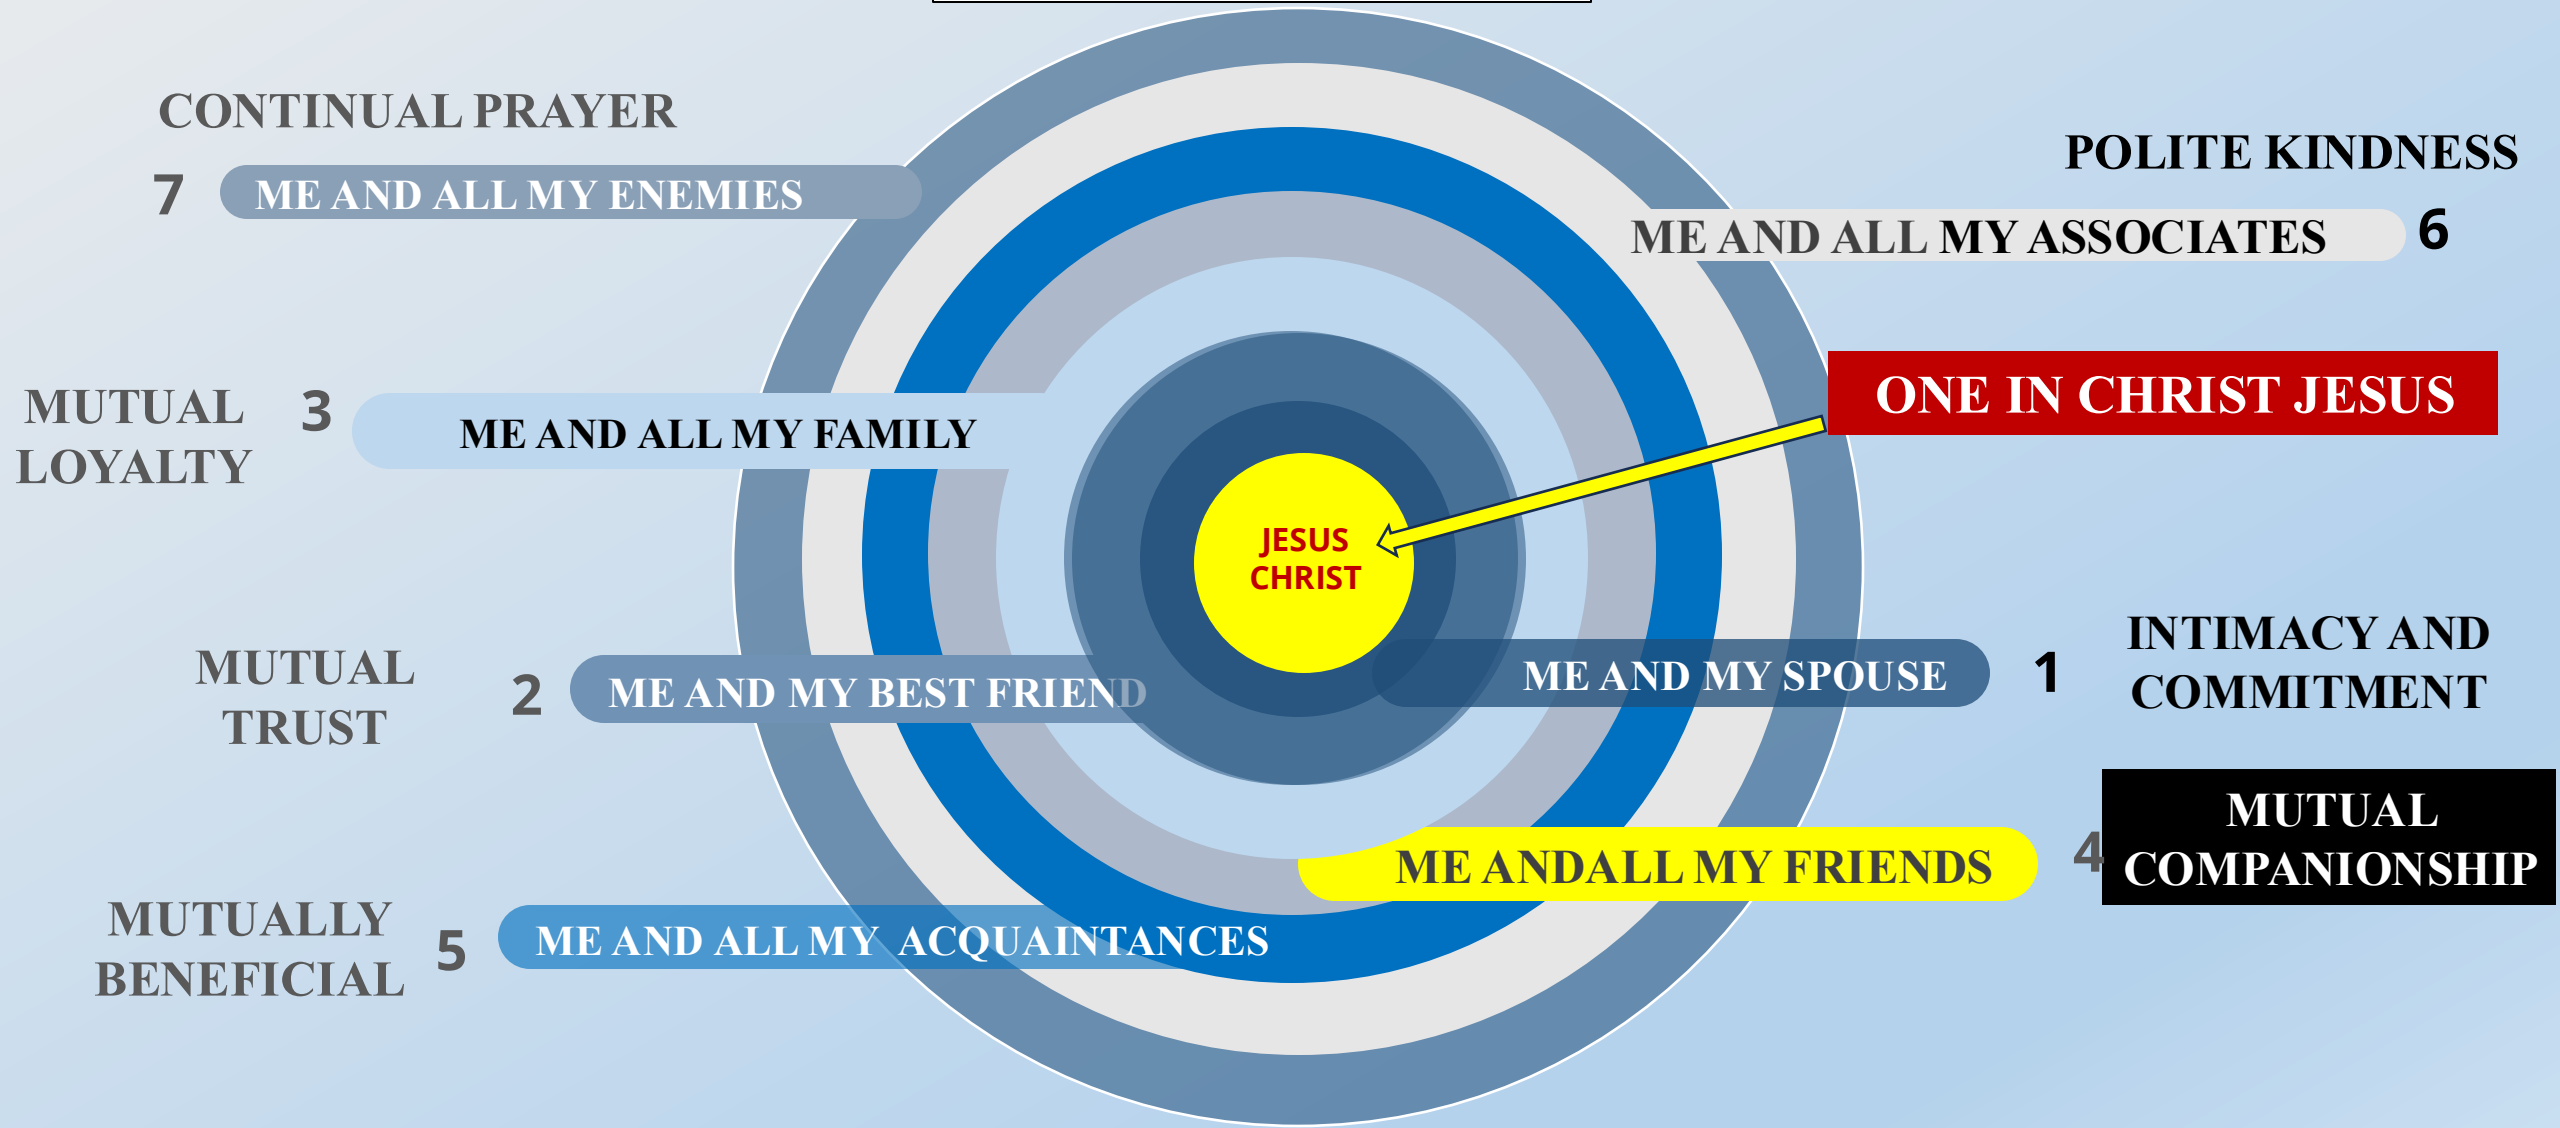 CONTINUAL PRAYER
7 ME AND ALL MY ENEMIES
POLITE KINDNESS
ME AND ALL MY ASSOCIATES 6
ONE IN CHRIST JESUS
MUTUAL
LOYALTY
3 ME AND ALL MY FAMILY
JESUS
CHRIST
MUTUAL
TRUST
2 ME AND MY BEST FRIEND
ME AND MY SPOUSE 1
INTIMACY AND
COMMITMENT
ME ANDALL MY FRIENDS 4
MUTUAL
COMPANIONSHIP
MUTUALLY
BENEFICIAL
5 ME AND ALL MY ACQUAINTANCES